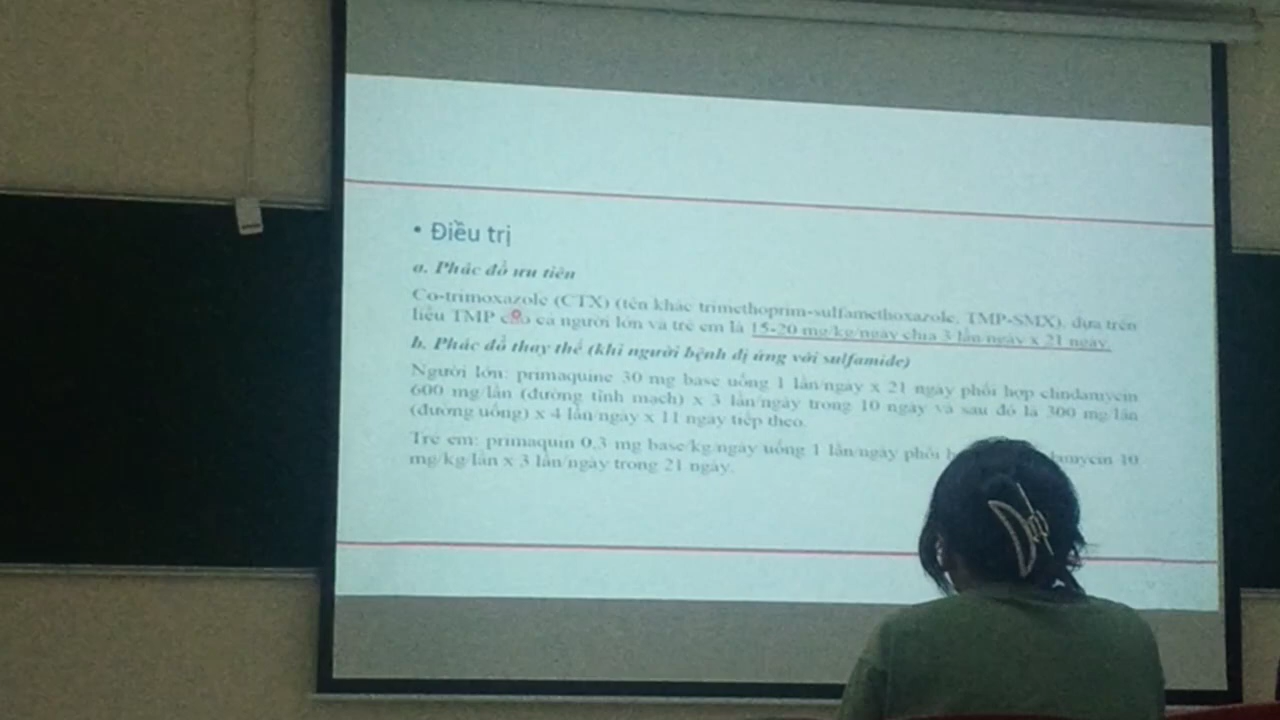 • Điều trị
a. Phác đồ ưu tiên
Co-trimoxazole (CTX) (tên khác trimethoprim-sulfamethoxazole, TMP-SMX), dựa trên
liều TMP cho cả người lớn và trẻ em là 15-20 mg/kg/ngày chia 3 lần/ngày x 21 ngày.
b. Phác đồ thay thế (khi người bệnh dị ứng với sulfamide)
Người lớn: primaquine 30 mg base uống 1 lần/ngày x 21 ngày phối hợp clindamycin
600 mg/lần (đường tĩnh mạch) x 3 lần/ngày trong 10 ngày và sau đó là 300 mg/lần
(đường uống) x 4 lần/ngày x 11 ngày tiếp theo.
Trẻ em: primaquin 0,3 mg base/kg/ngày uống 1 lần/ngày phối 10
mg/kg/lần x 3 lần/ngày trong 21 ngày.